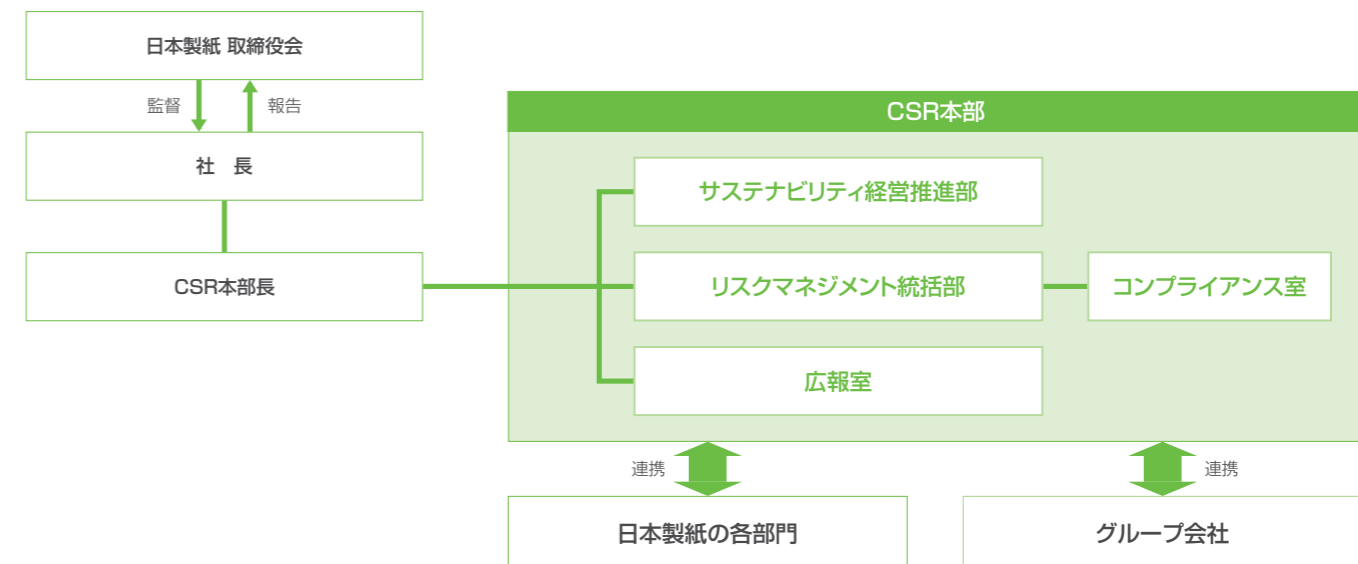 日本製紙 取締役会
監督
報告
社　長
CSR本部長
CSR本部
サステナビリティ経営推進部
リスクマネジメント統括部
コンプライアンス室
広報室
連携
連携
日本製紙の各部門
グループ会社